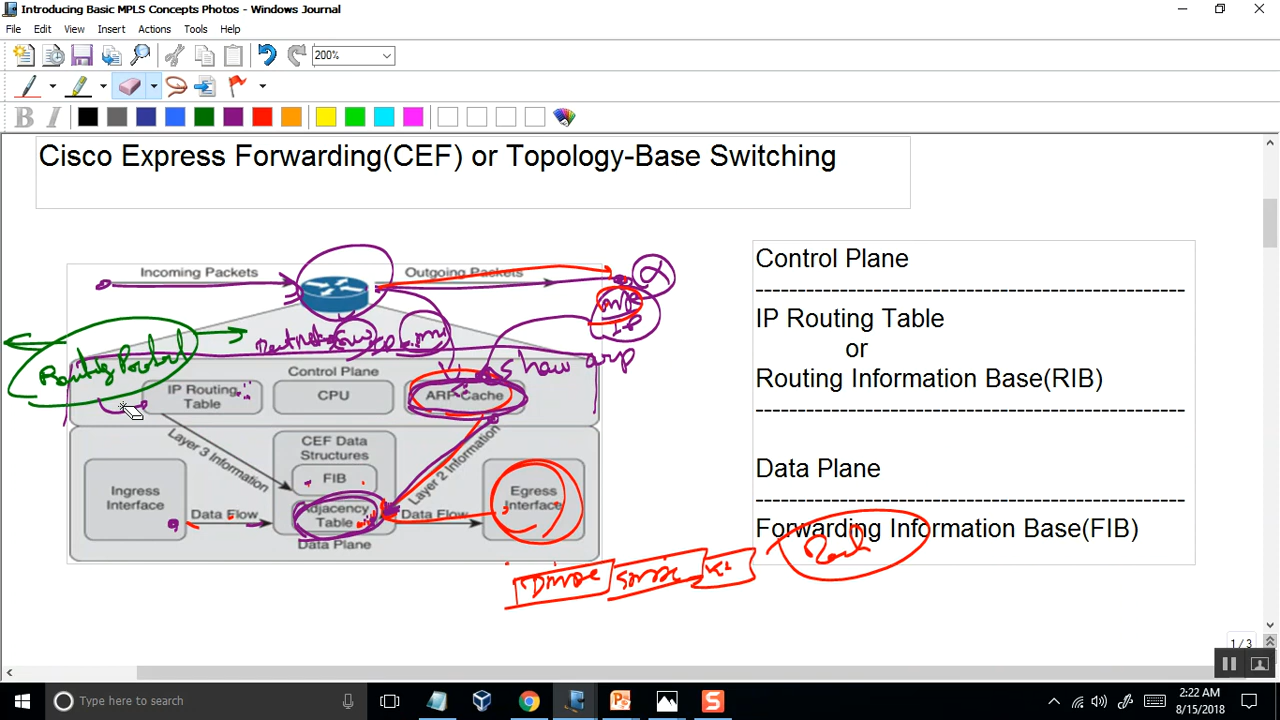 Introducing Basic MPLS Concepts Photos - Windows Journal
File Edit View Insert Actions Tools Help
200%
B I
Cisco Express Forwarding(CEF) or Topology-Base Switching
Incoming Packets
Outgoing Packets
α
IP
Routing Protocol
show arp
Control Plane
IP Routing Table
CPU
ARP Cache
Layer 3 Information
CEF Data Structures
FIB
Layer 2 Information
Ingress Interface
Data Flow
Adjacency Table
Data Flow
Egress Interface
Data Plane
Control Plane
--------------------------------------------------
IP Routing Table
or
Routing Information Base(RIB)
--------------------------------------------------
Data Plane
--------------------------------------------------
Forwarding Information Base(FIB)
1/3
Type here to search
2:22 AM
8/15/2018